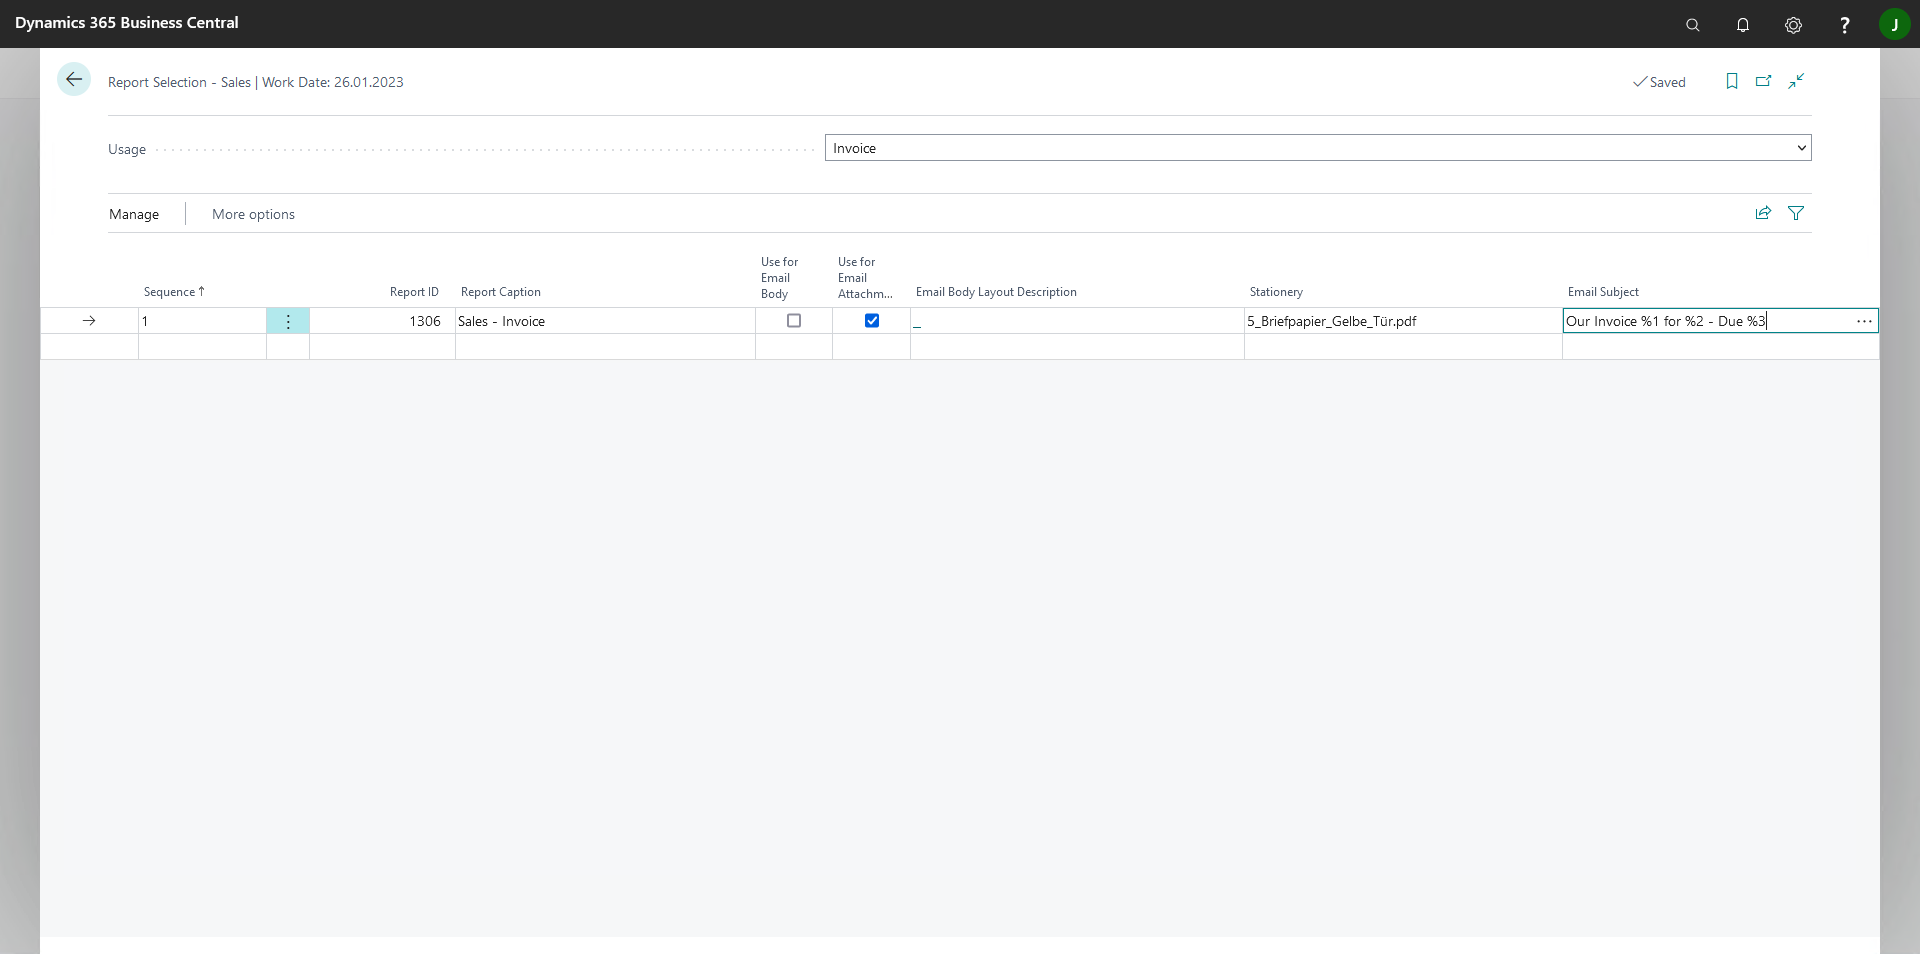 Dynamics 365 Business Central
?
J
Report Selection - Sales | Work Date: 26.01.2023
Saved
Usage
Invoice
Manage
More options
Sequence ↑
Report ID
Report Caption
Use for
Email
Body
Use for
Email
Attachm...
Email Body Layout Description
Stationery
Email Subject
1
1306
Sales - Invoice
_
5_Briefpapier_Gelbe_Tür.pdf
Our Invoice %1 for %2 - Due %3